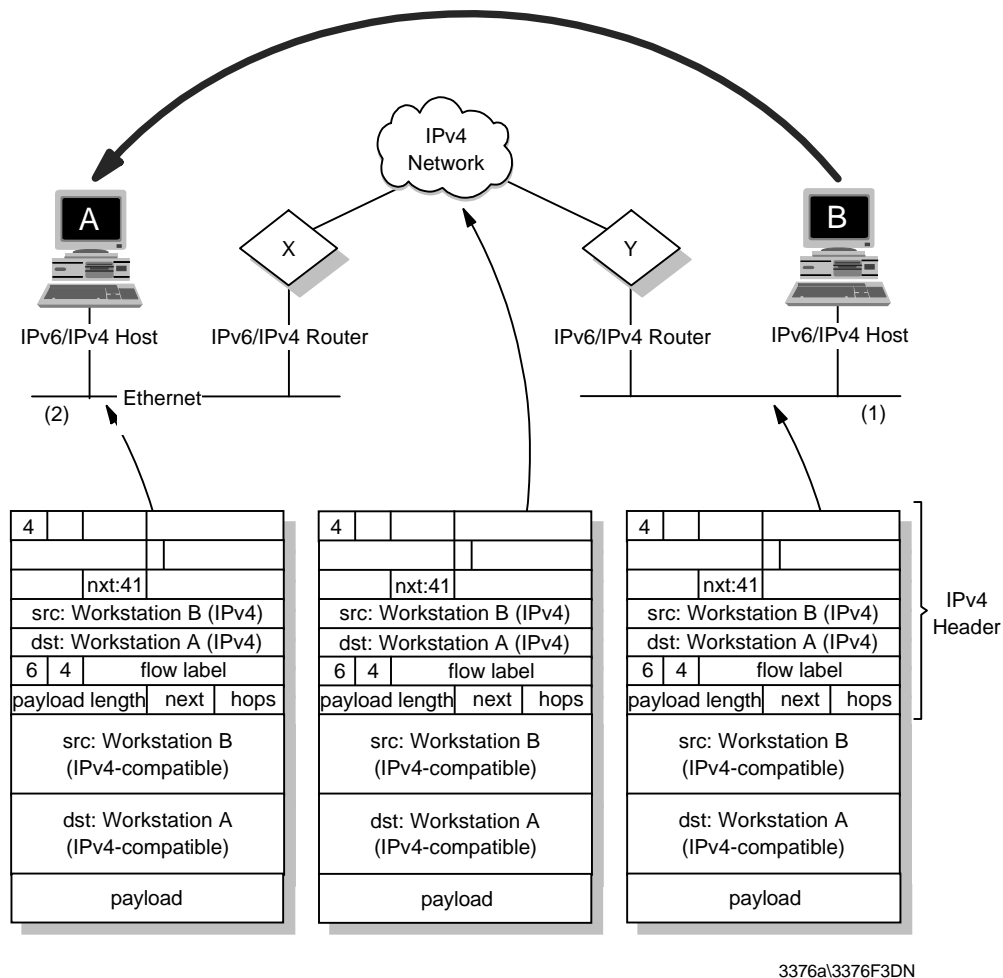 IPv4
Network
A
B
X
Y
IPv6/IPv4 Host
IPv6/IPv4 Router
IPv6/IPv4 Router
IPv6/IPv4 Host
Ethernet
(2)
(1)
4
nxt:41
src: Workstation B (IPv4)
dst: Workstation A (IPv4)
6 4 flow label
payload length next hops
src: Workstation B
(IPv4-compatible)
dst: Workstation A
(IPv4-compatible)
payload
4
nxt:41
src: Workstation B (IPv4)
dst: Workstation A (IPv4)
6 4 flow label
payload length next hops
src: Workstation B
(IPv4-compatible)
dst: Workstation A
(IPv4-compatible)
payload
4
nxt:41
src: Workstation B (IPv4)
dst: Workstation A (IPv4)
6 4 flow label
payload length next hops
src: Workstation B
(IPv4-compatible)
dst: Workstation A
(IPv4-compatible)
payload
IPv4
Header
3376a\3376F3DN